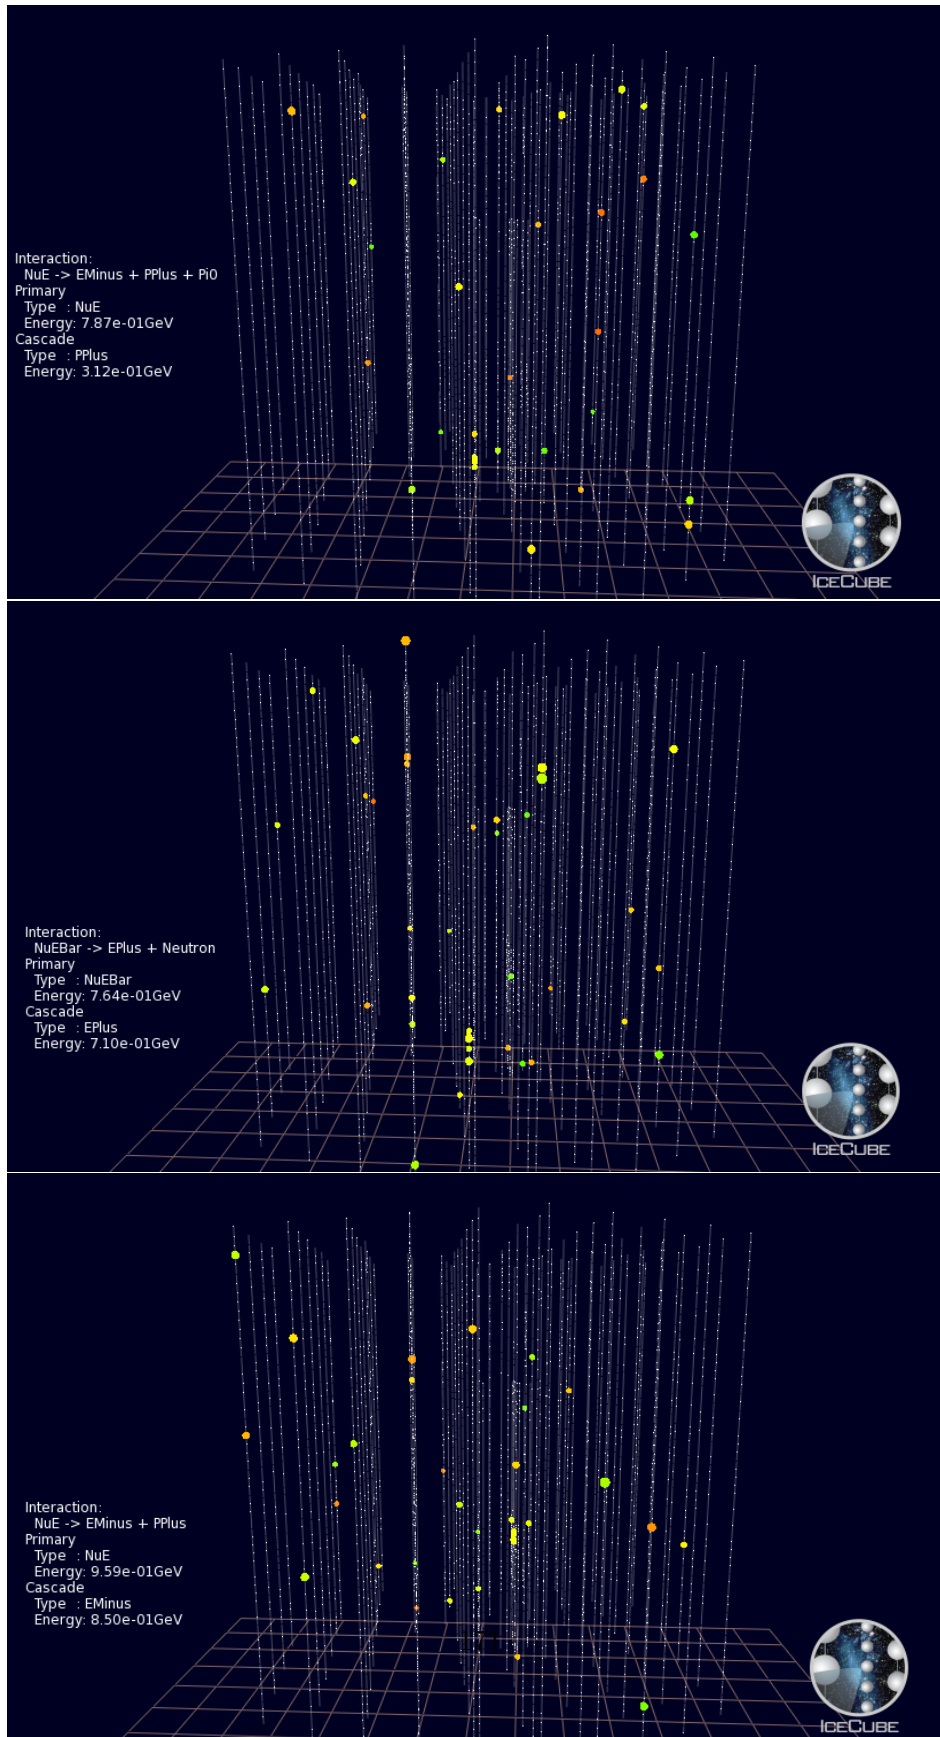 Interaction:
NuE -> EMinus + PPlus + Pi0
Primary
Type : NuE
Energy: 7.87e-01GeV
Cascade
Type : PPlus
Energy: 3.12e-01GeV
ICECUBE
Interaction:
NuEBar -> EPlus + Neutron
Primary
Type : NuEBar
Energy: 7.64e-01GeV
Cascade
Type : EPlus
Energy: 7.10e-01GeV
ICECUBE
Interaction:
NuE -> EMinus + PPlus
Primary
Type : NuE
Energy: 9.59e-01GeV
Cascade
Type : EMinus
Energy: 8.50e-01GeV
ICECUBE